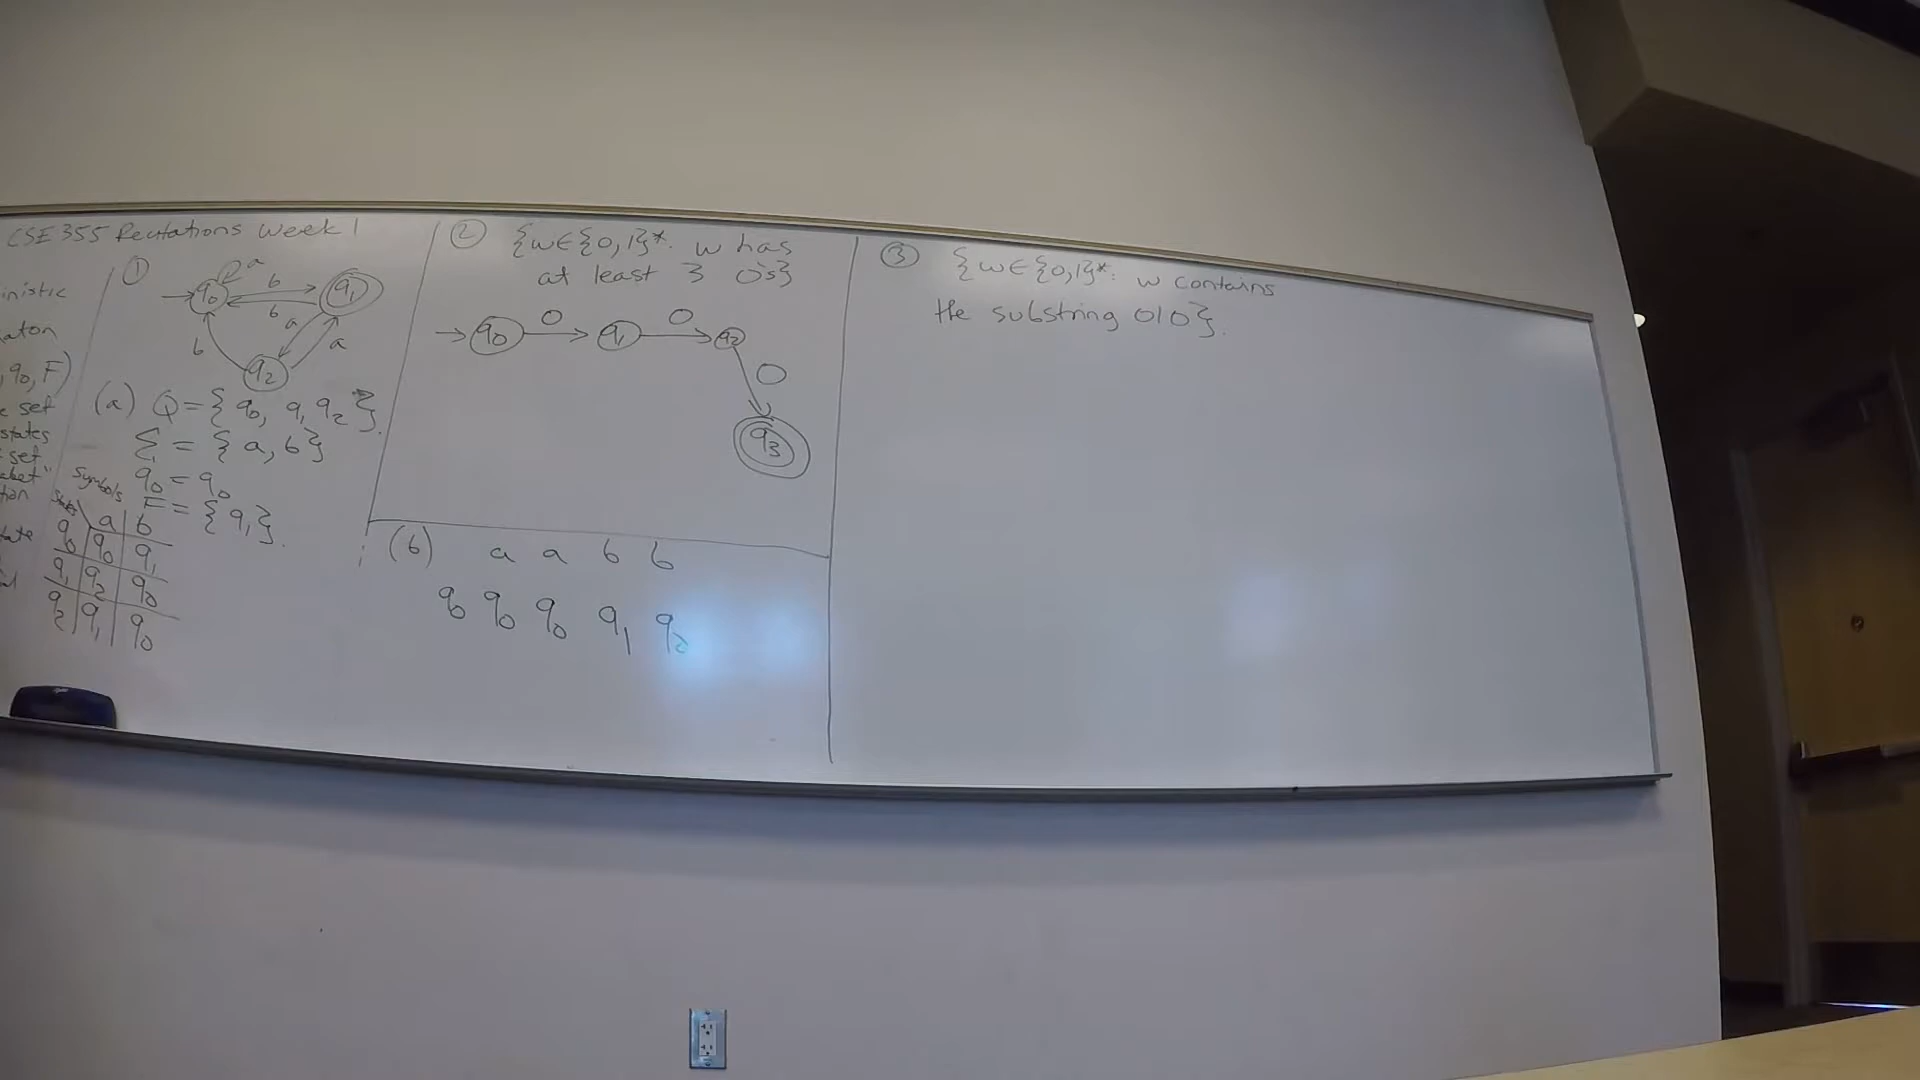 CSE 355 Recitations Week 1
inistic
aton
, q0, F)
e set
states
set
abet"
tion
ate
①
a
b
q0 q1
b
a
b a
q2
(a) Q = {q0, q1 q2}.
Σ = {a, b}
q0 = q0
F = {q1}.
Symbols
States a b
q0 q0 q1
q1 q2 q0
q2 q1 q0
② {w ∈ {0,1}*: w has
at least 3 0's}
0 0
q0 q1 q2
0
q3
(b) a a b b
q0 q0 q0 q1 q0
③ {w ∈ {0,1}*: w contains
the substring 010}.